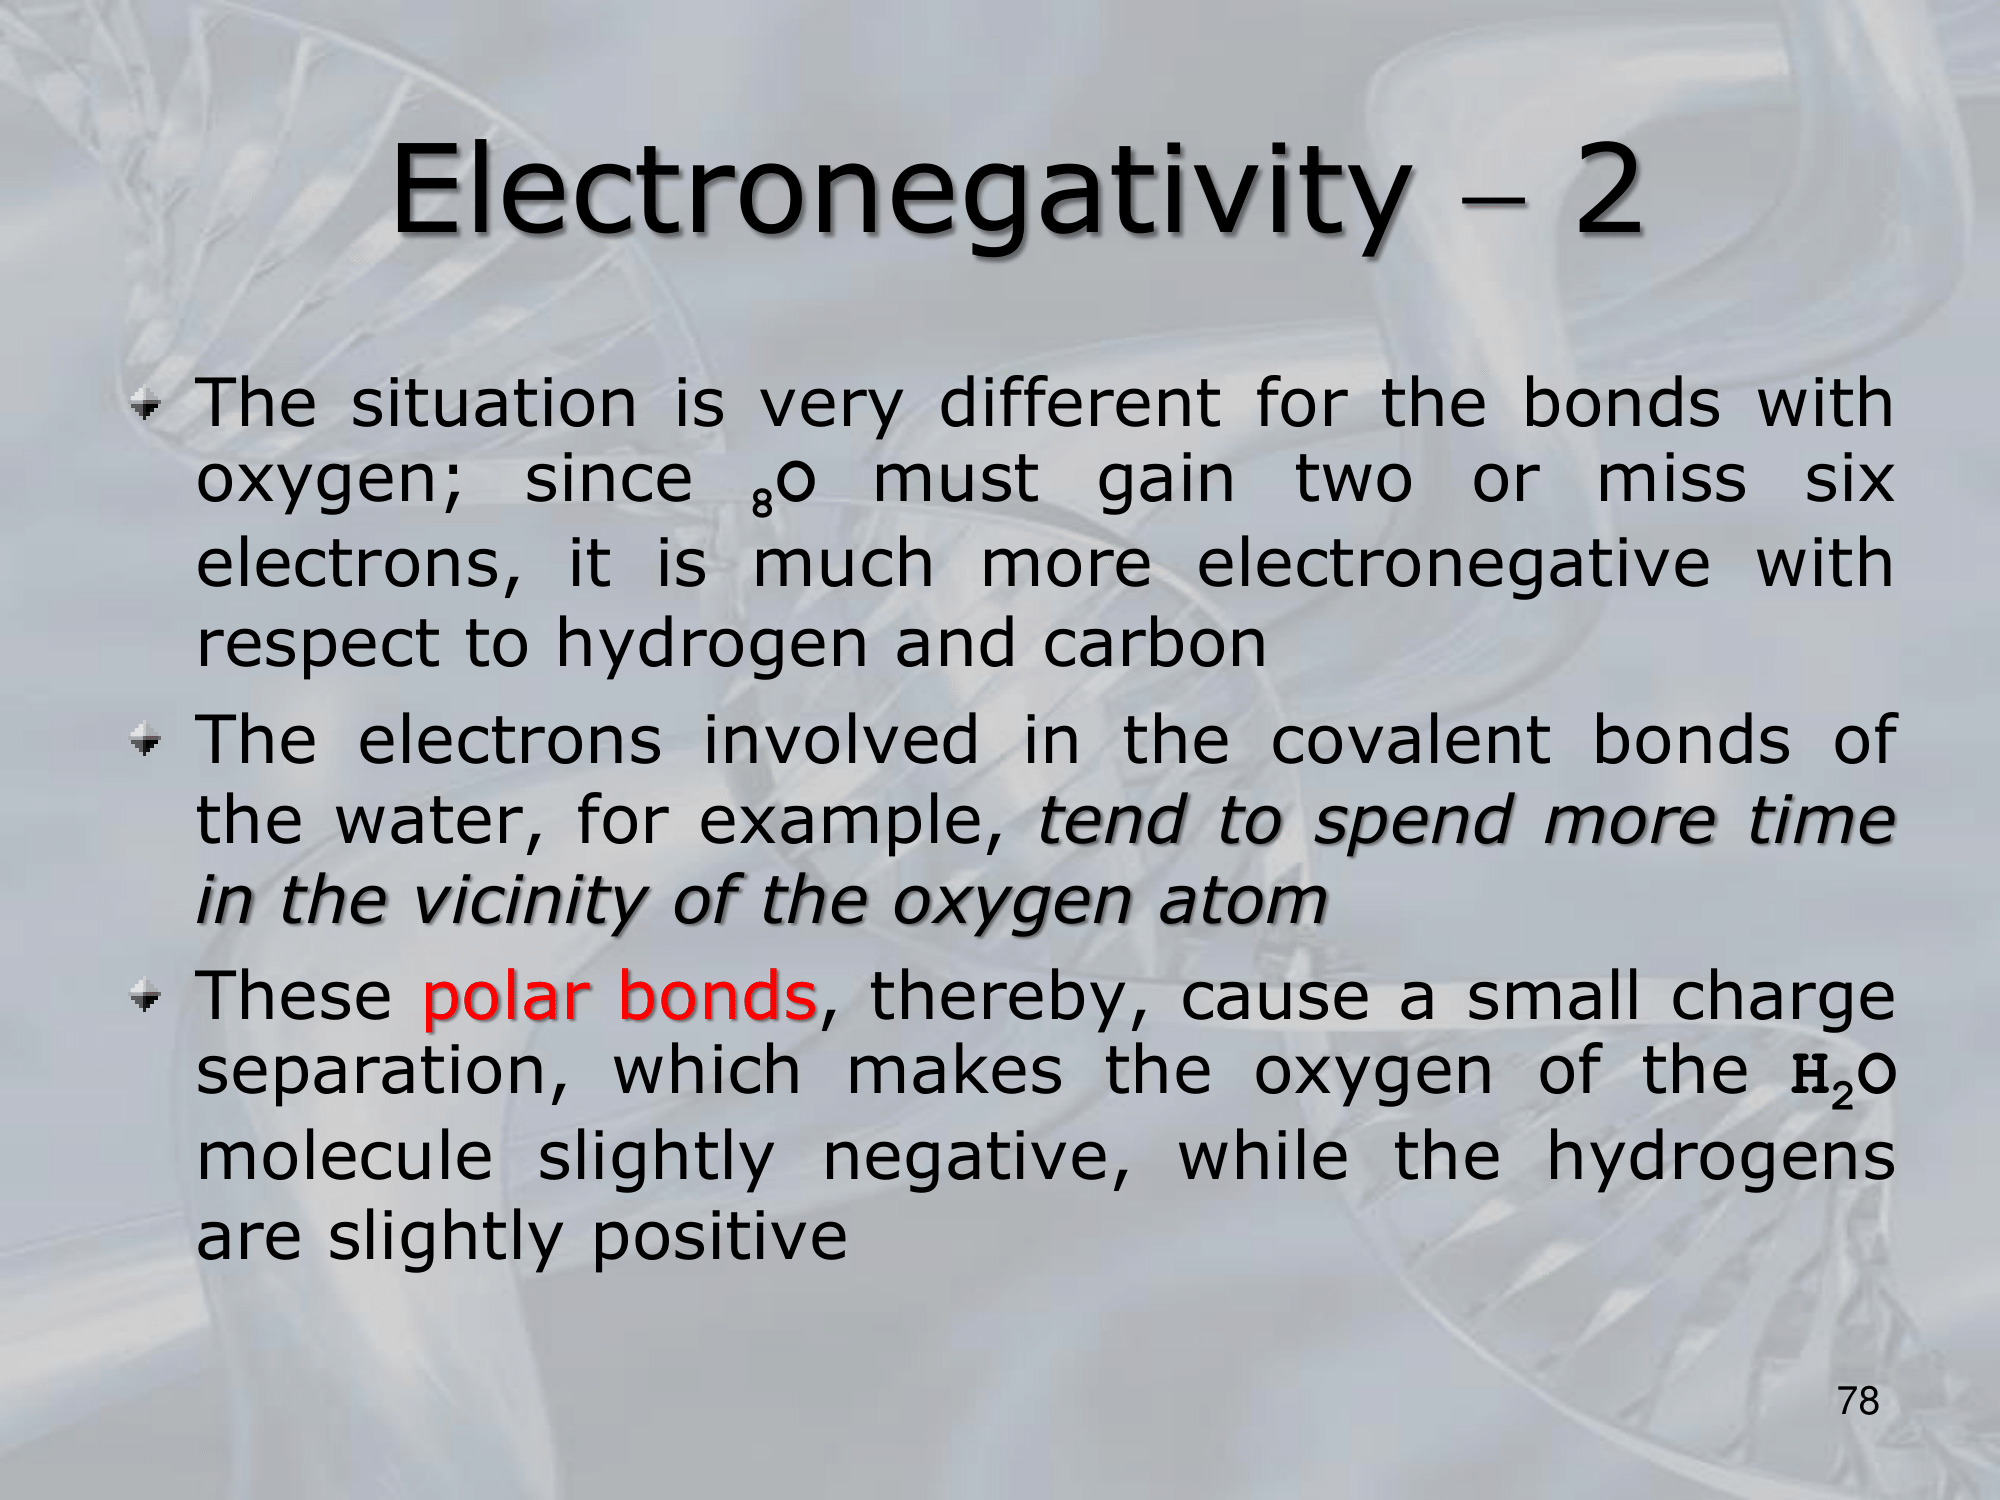 Electronegativity – 2
The situation is very different for the bonds with
oxygen; since ₈O must gain two or miss six
electrons, it is much more electronegative with
respect to hydrogen and carbon
The electrons involved in the covalent bonds of
the water, for example, tend to spend more time
in the vicinity of the oxygen atom
These polar bonds, thereby, cause a small charge
separation, which makes the oxygen of the H₂O
molecule slightly negative, while the hydrogens
are slightly positive
78